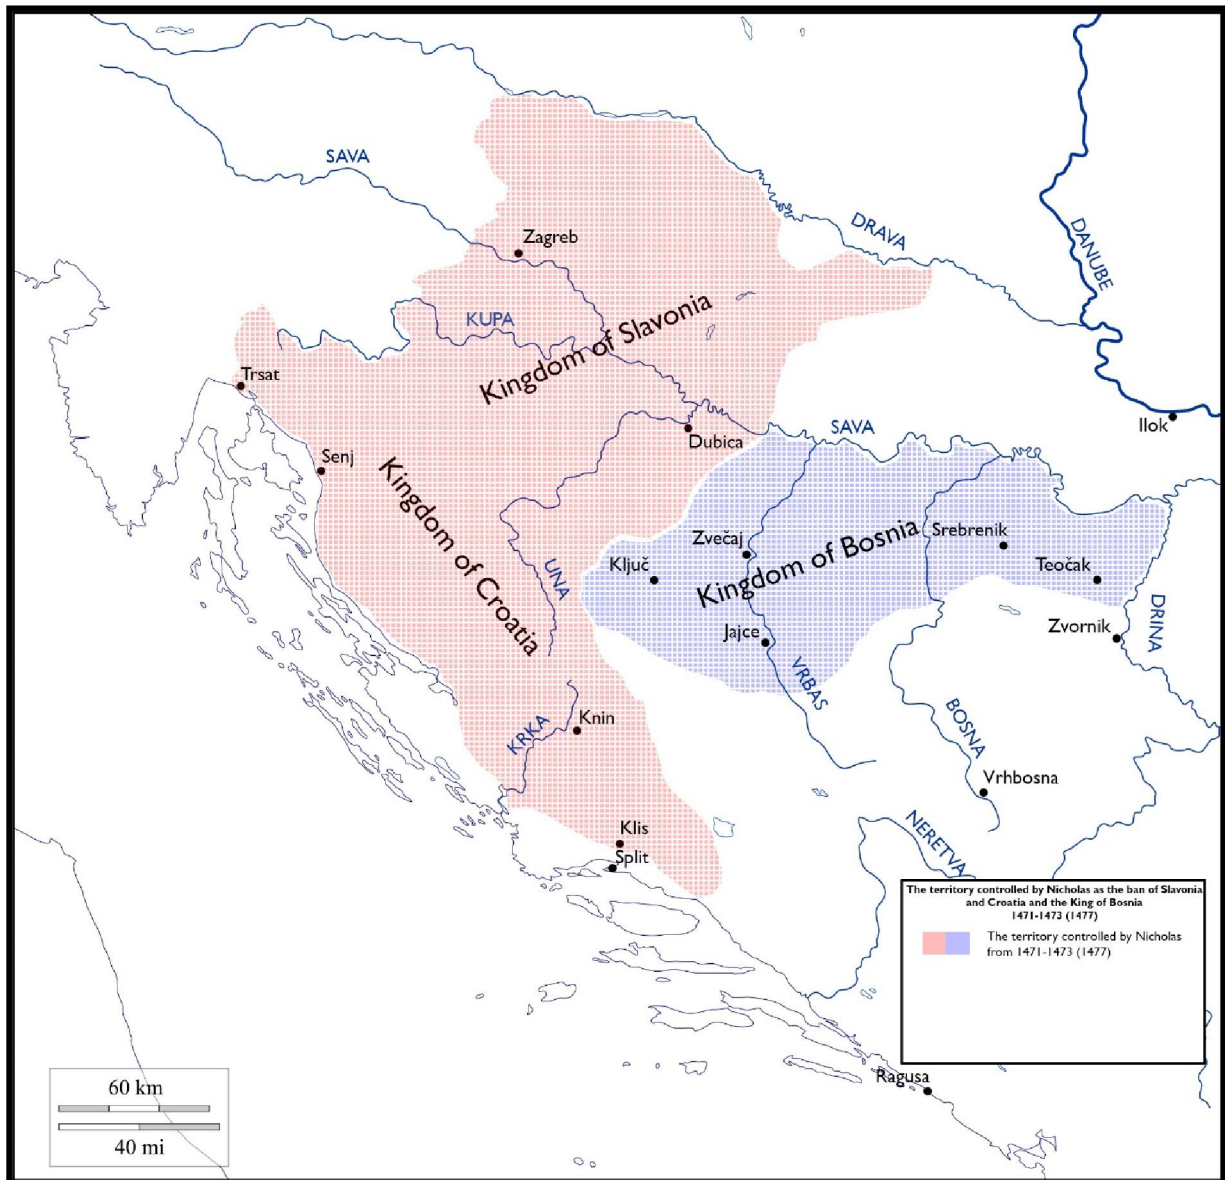 SAVA
DRAVA
DANUBE
Zagreb
KUPA
Kingdom of Slavonia
Trsat
Ilok
SAVA
Dubica
Senj
Kingdom of Croatia
Zvečaj
Srebrenik
Kingdom of Bosnia
Ključ
Teočak
UNA
DRINA
Zvornik
Jajce
VRBAS
BOSNA
Knin
KRKA
Vrhbosna
NERETVA
Klis
Split
The territory controlled by Nicholas as the ban of Slavonia
and Croatia and the King of Bosnia
1471-1473 (1477)
The territory controlled by Nicholas
from 1471-1473 (1477)
Ragusa
60 km
40 mi